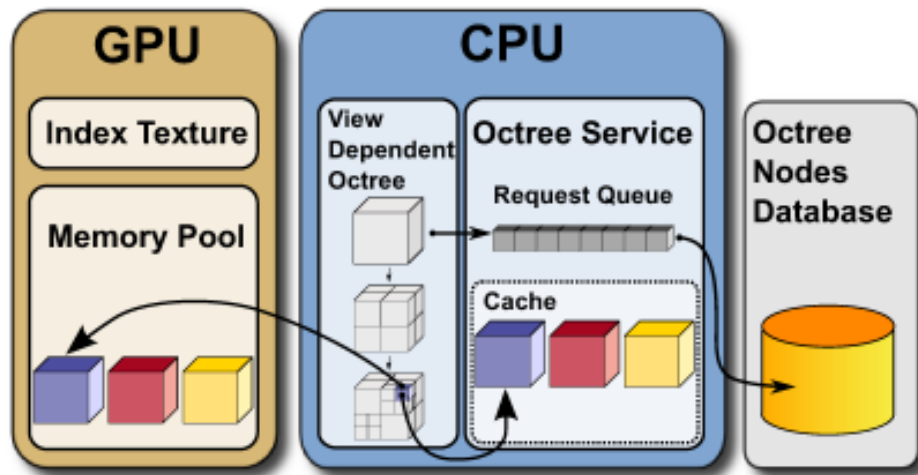 GPU
Index Texture
Memory Pool
CPU
View
Dependent
Octree
Octree Service
Request Queue
Cache
Octree
Nodes
Database